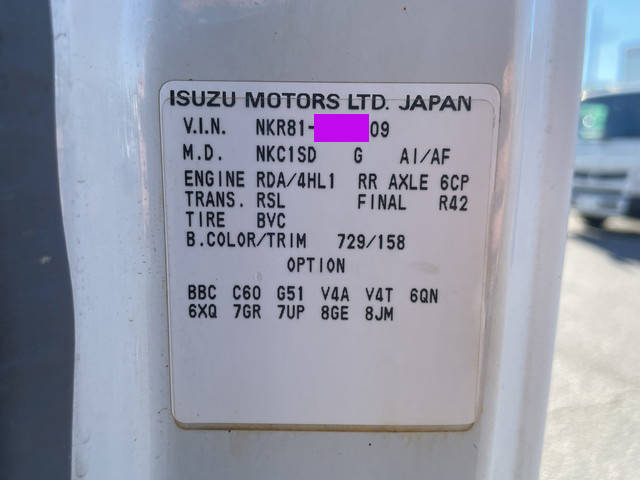 ISUZU MOTORS LTD. JAPAN
V.I.N. NKR81- 09
M.D. NKC1SD G AI/AF
ENGINE RDA/4HL1 RR AXLE 6CP
TRANS. RSL FINAL R42
TIRE BVC
B.COLOR/TRIM 729/158
OPTION
BBC C60 G51 V4A V4T 6QN
6XQ 7GR 7UP 8GE 8JM